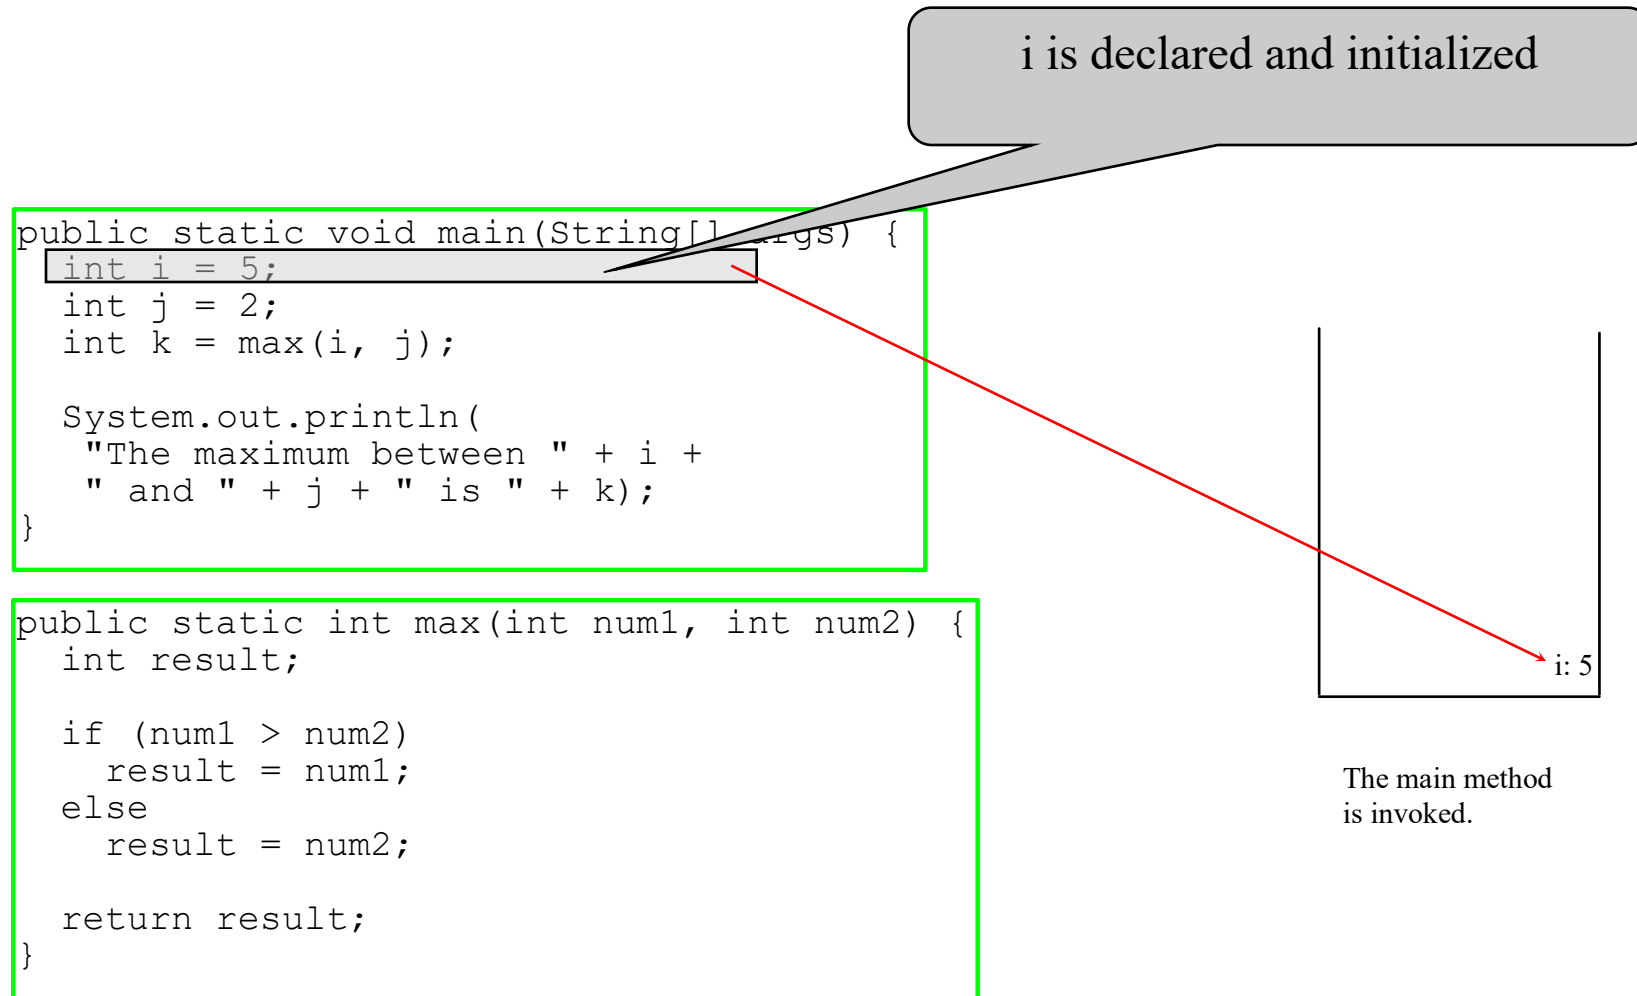 i is declared and initialized
public static void main(String[] args) {
int i = 5;
int j = 2;
int k = max(i, j);
System.out.println(
"The maximum between " + i +
" and " + j + " is " + k);
}
public static int max(int num1, int num2) {
int result;
if (num1 > num2)
result = num1;
else
result = num2;
return result;
}
i: 5
The main method
is invoked.